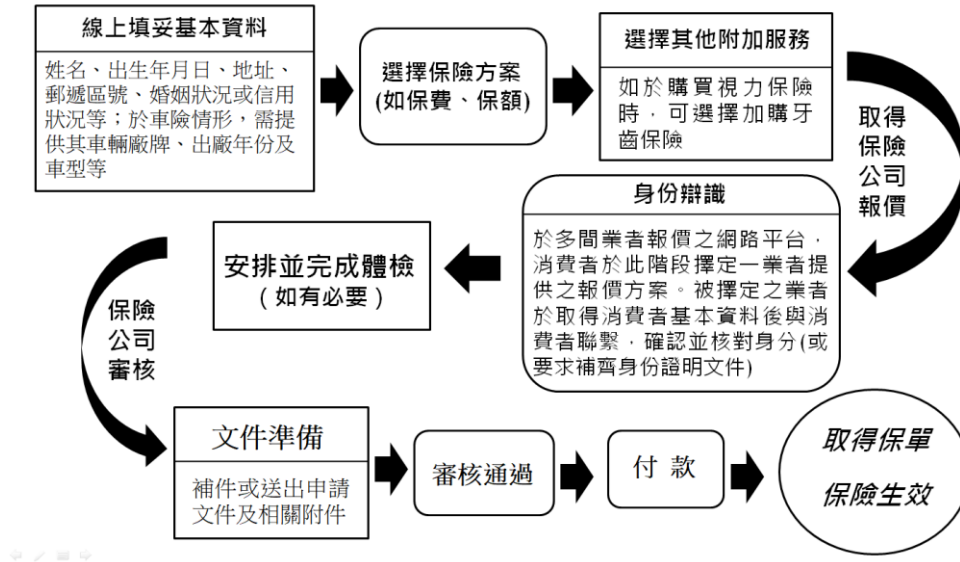 線上填妥基本資料
姓名、出生年月日、地址、
郵遞區號、婚姻狀況或信用
狀況等；於車險情形，需提
供其車輛廠牌、出廠年份及
車型等
選擇保險方案
(如保費、保額)
選擇其他附加服務
如於購買視力保險
時，可選擇加購牙
齒保險
取得
保險
公司
報價
身份辯識
於多間業者報價之網路平台，
消費者於此階段擇定一業者提
供之報價方案。被擇定之業者
於取得消費者基本資料後與消
費者聯繫，確認並核對身分(或
要求補齊身份證明文件)
安排並完成體檢
（如有必要）
保險
公司
審核
文件準備
補件或送出申請
文件及相關附件
審核通過
付 款
取得保單
保險生效